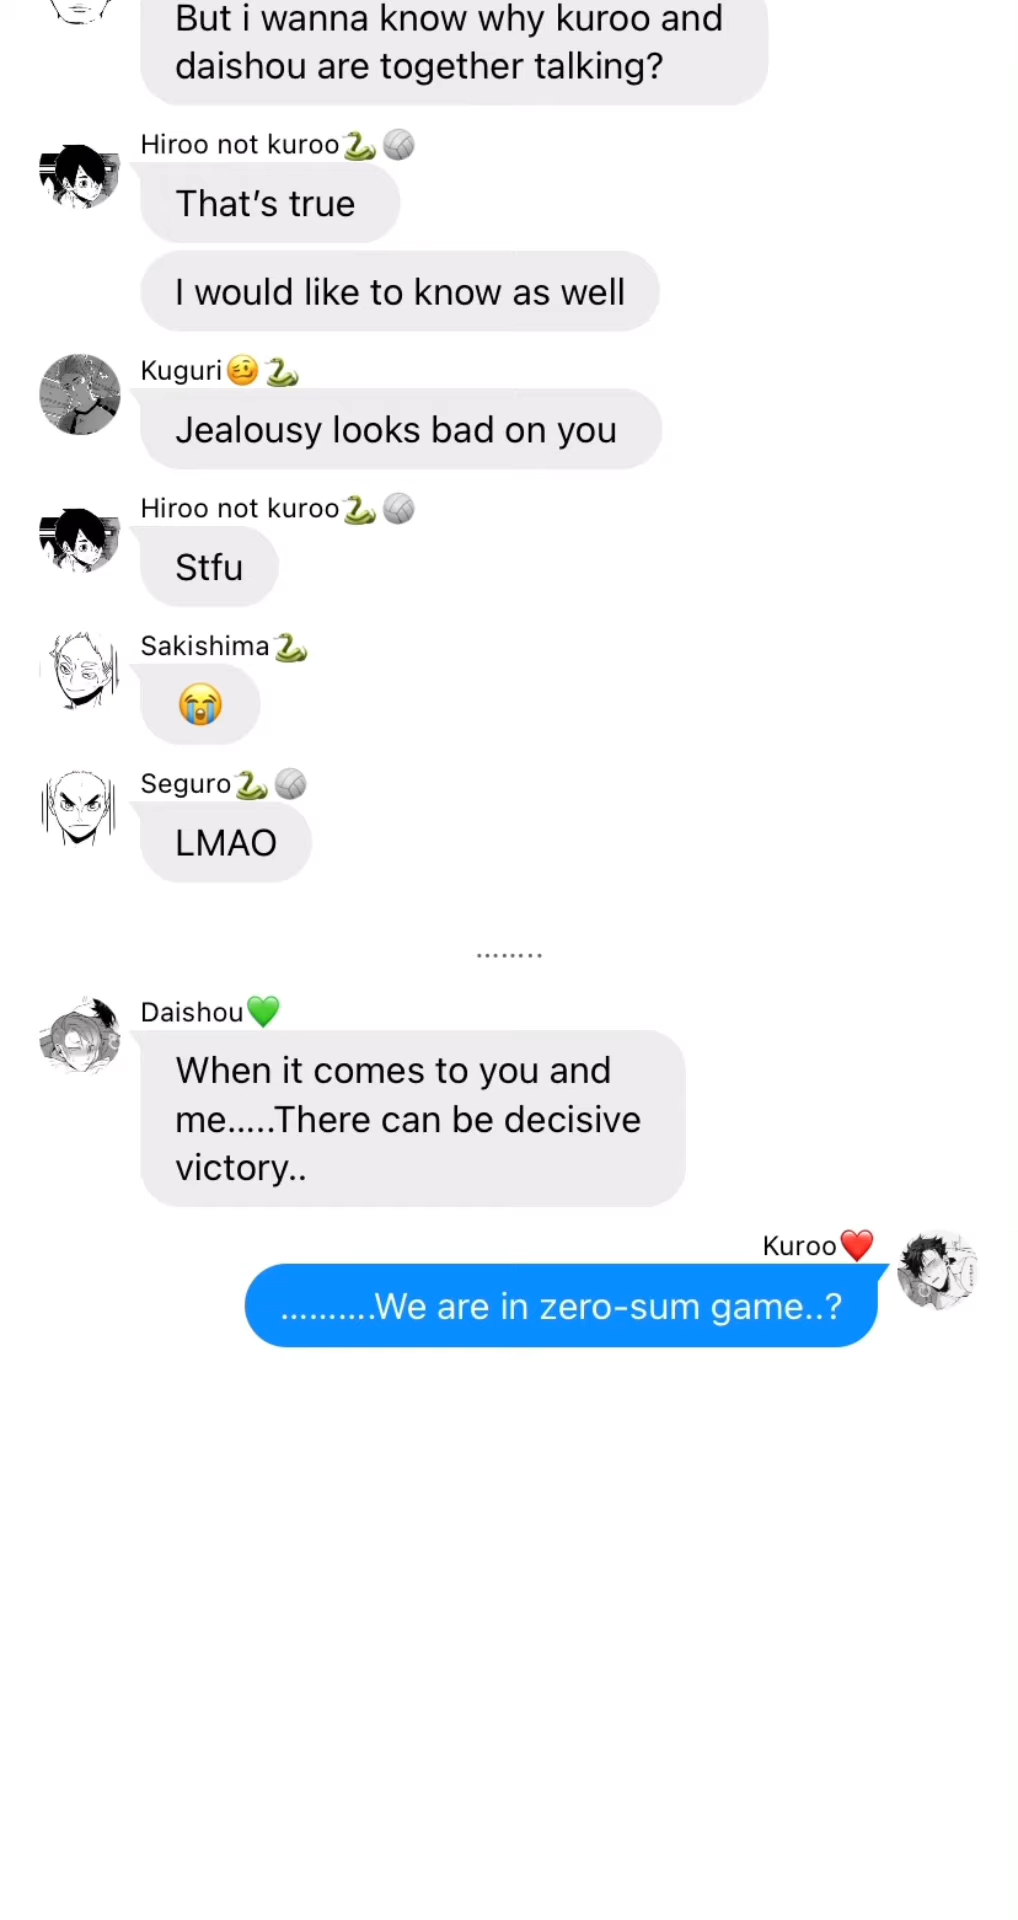 But i wanna know why kuroo and
daishou are together talking?
Hiroo not kuroo🐍🏐
That's true
I would like to know as well
Kuguri🥴🐍
Jealousy looks bad on you
Hiroo not kuroo🐍🏐
Stfu
Sakishima🐍
😭
Seguro🐍🏐
LMAO
........
Daishou💚
When it comes to you and
me.....There can be decisive
victory..
Kuroo❤️
..........We are in zero-sum game..?